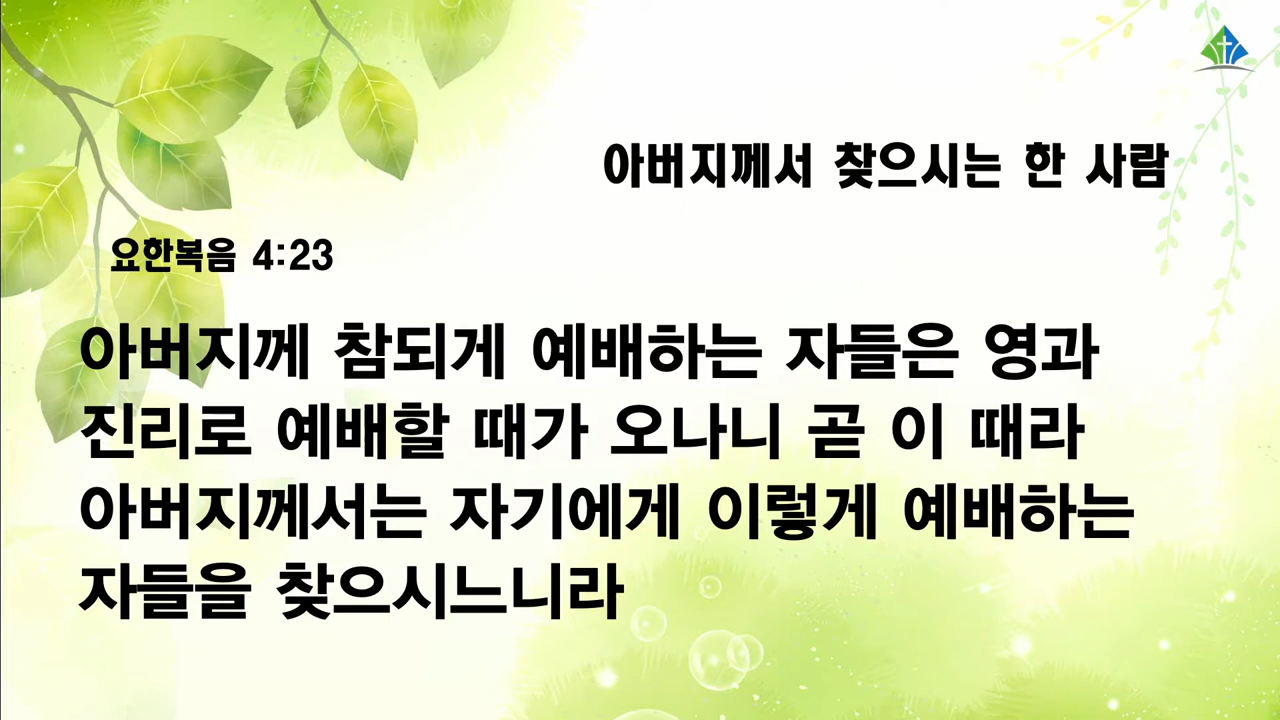 아버지께서 찾으시는 한 사람
요한복음 4:23
아버지께 참되게 예배하는 자들은 영과
진리로 예배할 때가 오나니 곧 이 때라
아버지께서는 자기에게 이렇게 예배하는
자들을 찾으시느니라